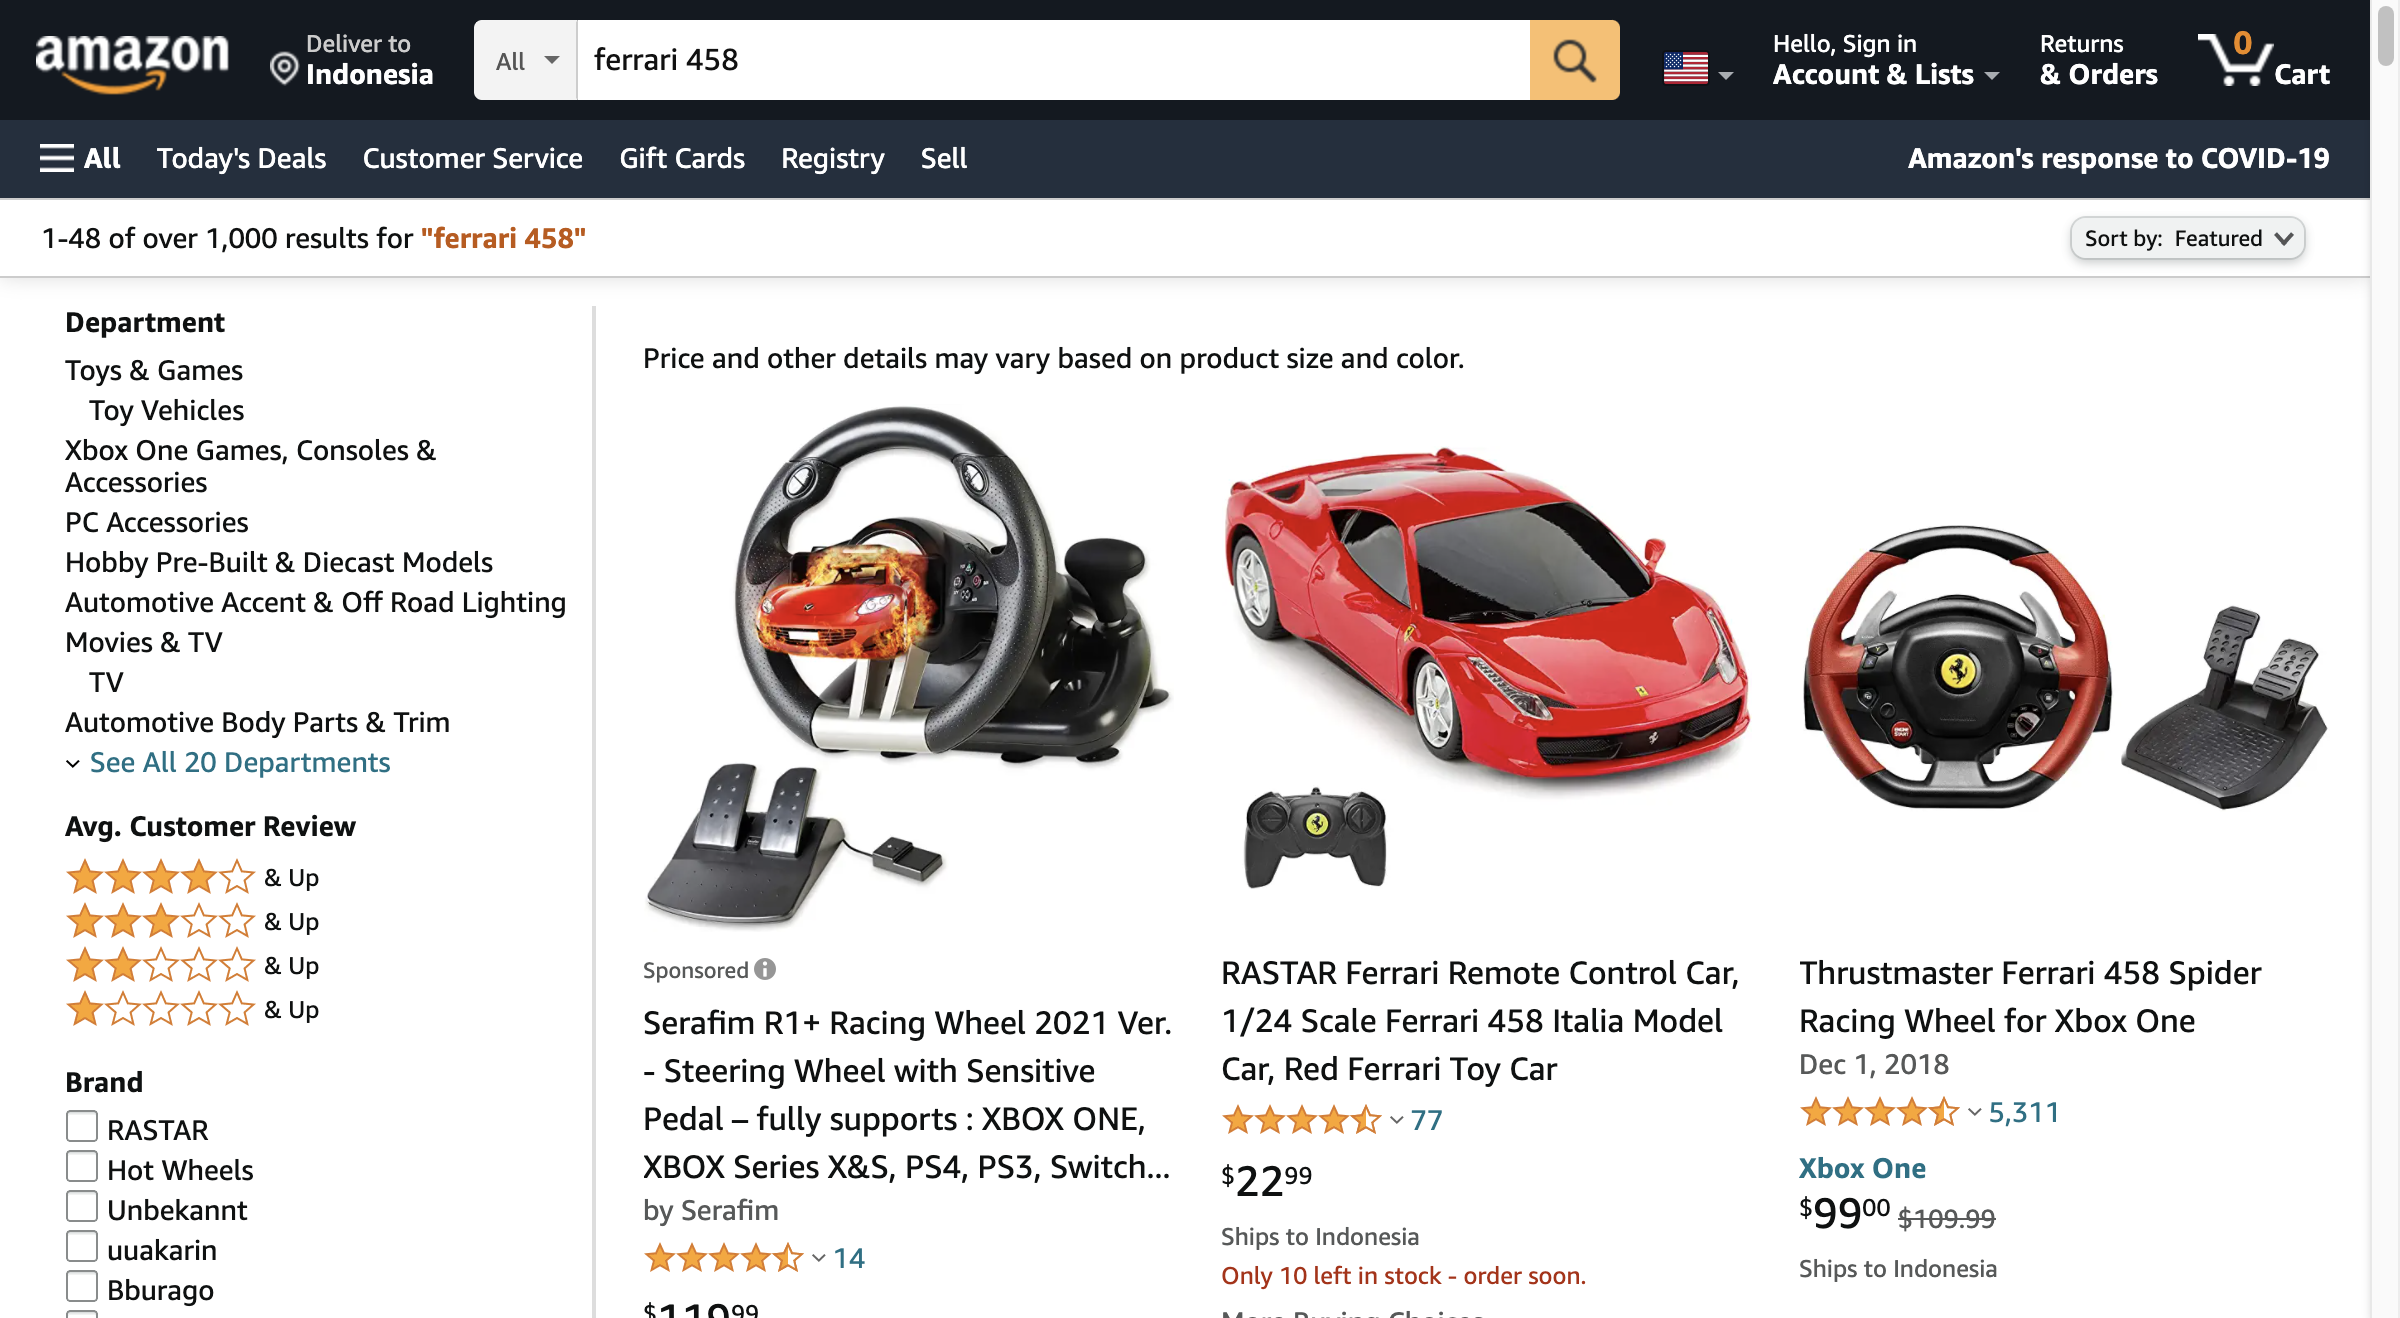 amazon
Deliver to
Indonesia
All
ferrari 458
Hello, Sign in
Account & Lists
Returns
& Orders
0
Cart
All
Today's Deals
Customer Service
Gift Cards
Registry
Sell
Amazon's response to COVID-19
1-48 of over 1,000 results for "ferrari 458"
Sort by: Featured
Department
Toys & Games
Toy Vehicles
Xbox One Games, Consoles &
Accessories
PC Accessories
Hobby Pre-Built & Diecast Models
Automotive Accent & Off Road Lighting
Movies & TV
TV
Automotive Body Parts & Trim
See All 20 Departments
Avg. Customer Review
& Up
& Up
& Up
& Up
Brand
RASTAR
Hot Wheels
Unbekannt
uuakarin
Bburago
Price and other details may vary based on product size and color.
Sponsored
Serafim R1+ Racing Wheel 2021 Ver.
- Steering Wheel with Sensitive
Pedal – fully supports : XBOX ONE,
XBOX Series X&S, PS4, PS3, Switch...
by Serafim
14
$119.99
RASTAR Ferrari Remote Control Car,
1/24 Scale Ferrari 458 Italia Model
Car, Red Ferrari Toy Car
77
$22.99
Ships to Indonesia
Only 10 left in stock - order soon.
More Buying Choices
Thrustmaster Ferrari 458 Spider
Racing Wheel for Xbox One
Dec 1, 2018
5,311
Xbox One
$99.00 $109.99
Ships to Indonesia